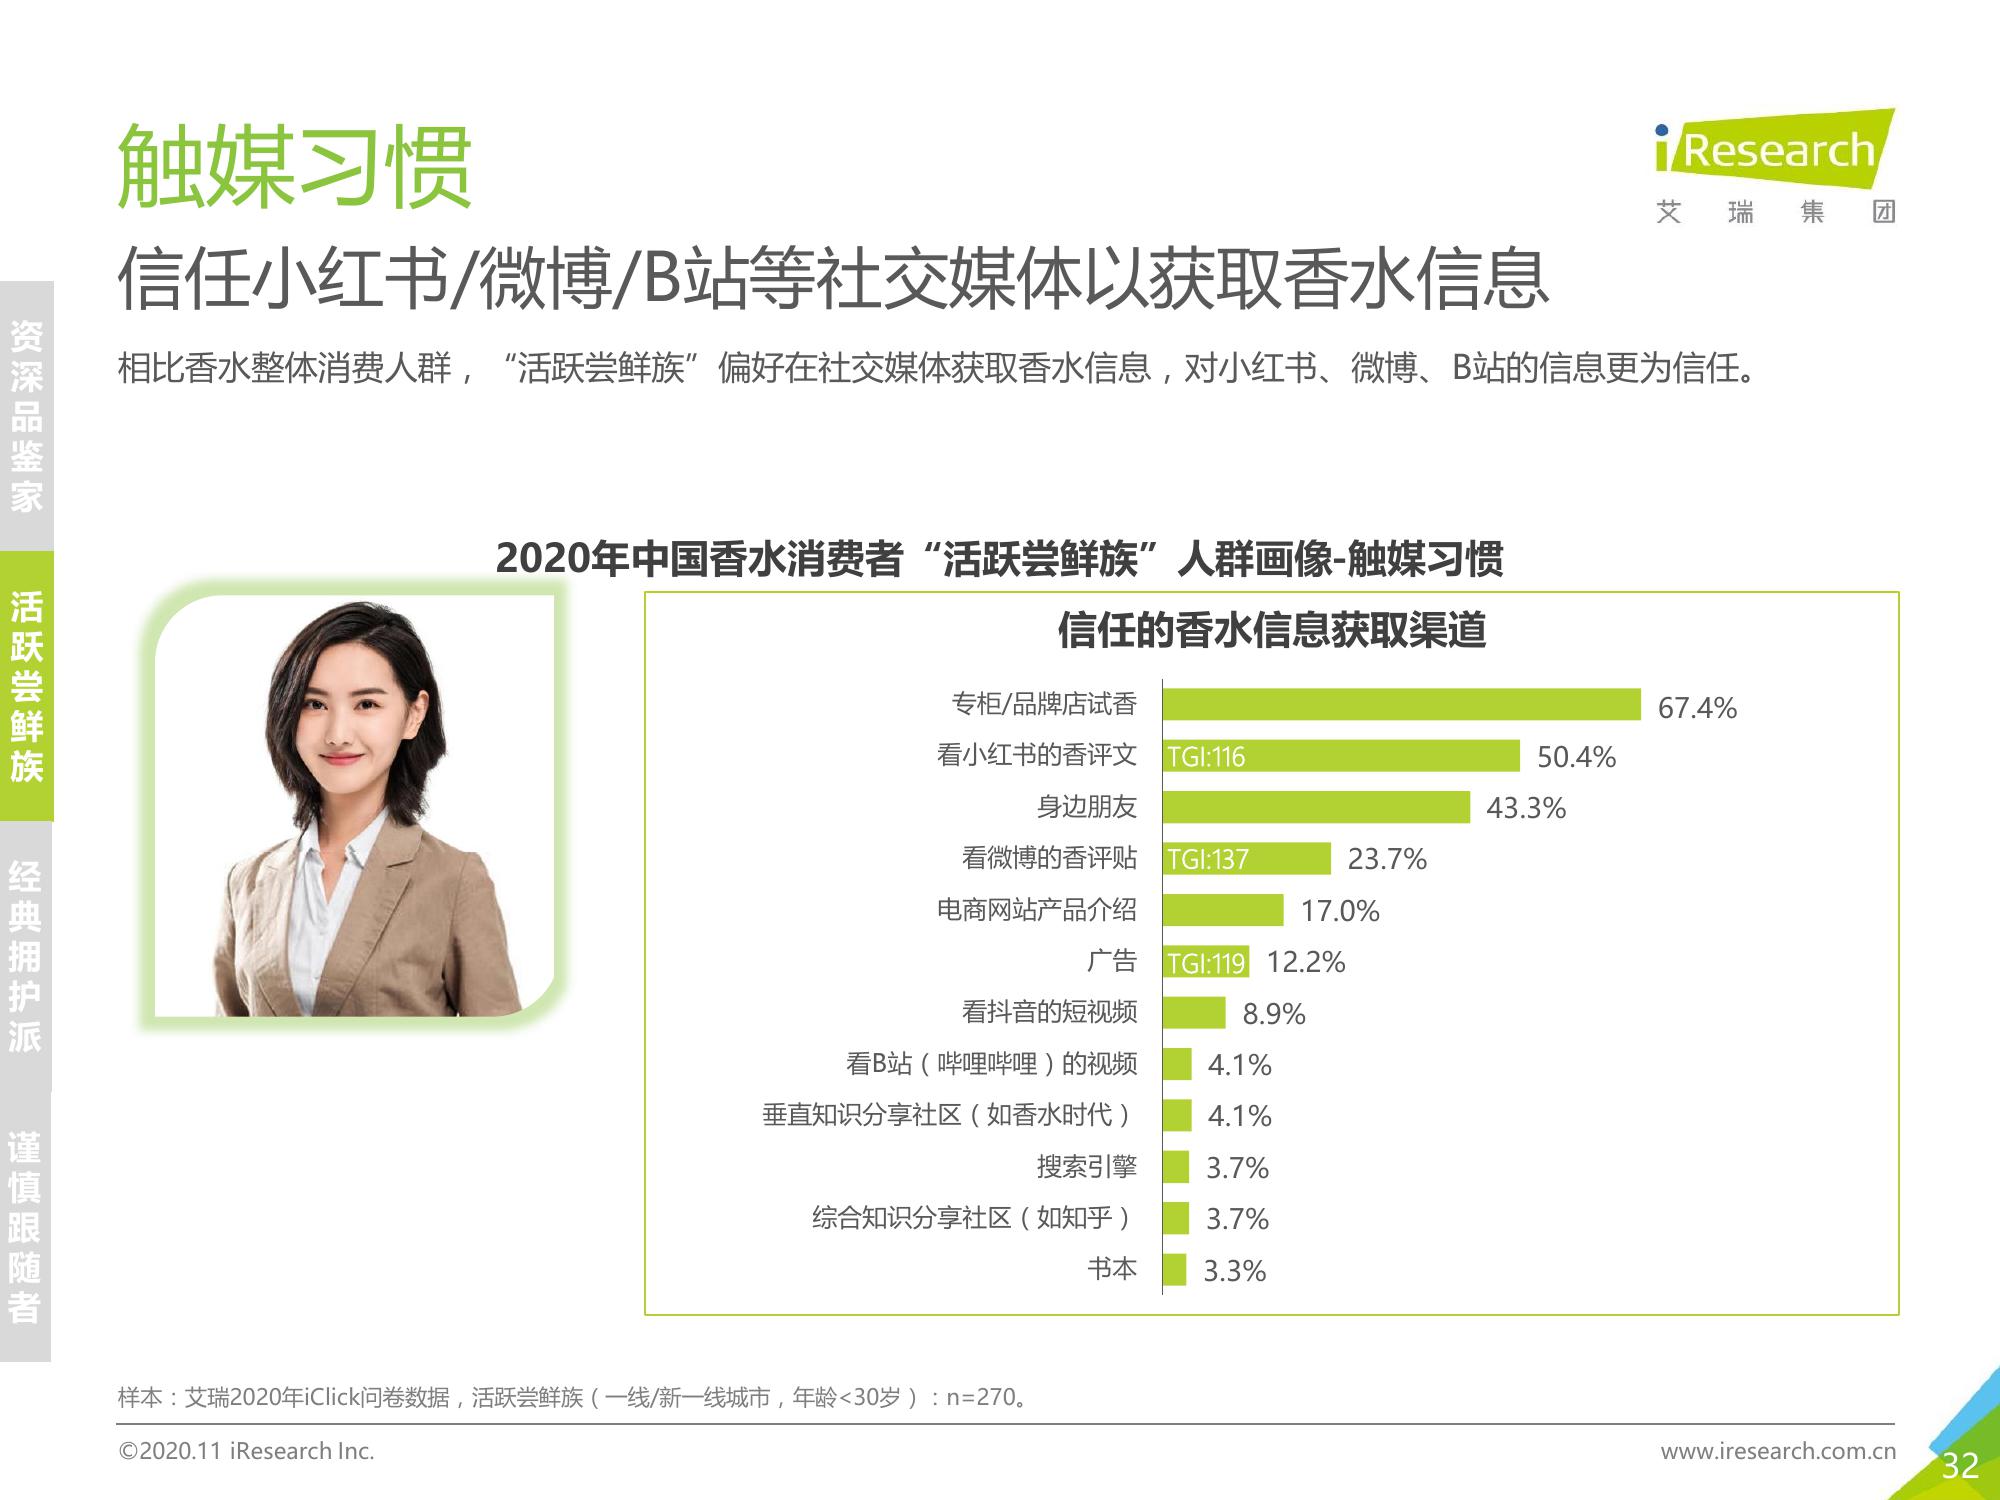 触媒习惯
iResearch
艾瑞集团
信任小红书/微博/B站等社交媒体以获取香水信息
相比香水整体消费人群，“活跃尝鲜族”偏好在社交媒体获取香水信息，对小红书、微博、B站的信息更为信任。
资深品鉴家
活跃尝鲜族
经典拥护派
谨慎跟随者
2020年中国香水消费者“活跃尝鲜族”人群画像-触媒习惯
信任的香水信息获取渠道
专柜/品牌店试香 67.4%
看小红书的香评文 TGI:116 50.4%
身边朋友 43.3%
看微博的香评贴 TGI:137 23.7%
电商网站产品介绍 17.0%
广告 TGI:119 12.2%
看抖音的短视频 8.9%
看B站（哔哩哔哩）的视频 4.1%
垂直知识分享社区（如香水时代） 4.1%
搜索引擎 3.7%
综合知识分享社区（如知乎） 3.7%
书本 3.3%
样本：艾瑞2020年iClick问卷数据，活跃尝鲜族（一线/新一线城市，年龄<30岁）：n=270。
©2020.11 iResearch Inc.
www.iresearch.com.cn
32